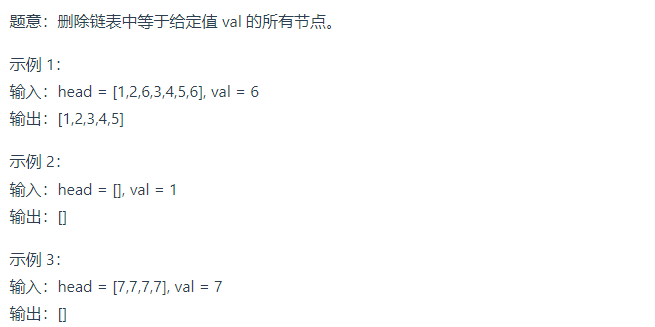 题意：删除链表中等于给定值 val 的所有节点。
示例 1：
输入：head = [1,2,6,3,4,5,6], val = 6
输出：[1,2,3,4,5]
示例 2：
输入：head = [], val = 1
输出：[]
示例 3：
输入：head = [7,7,7,7], val = 7
输出：[]